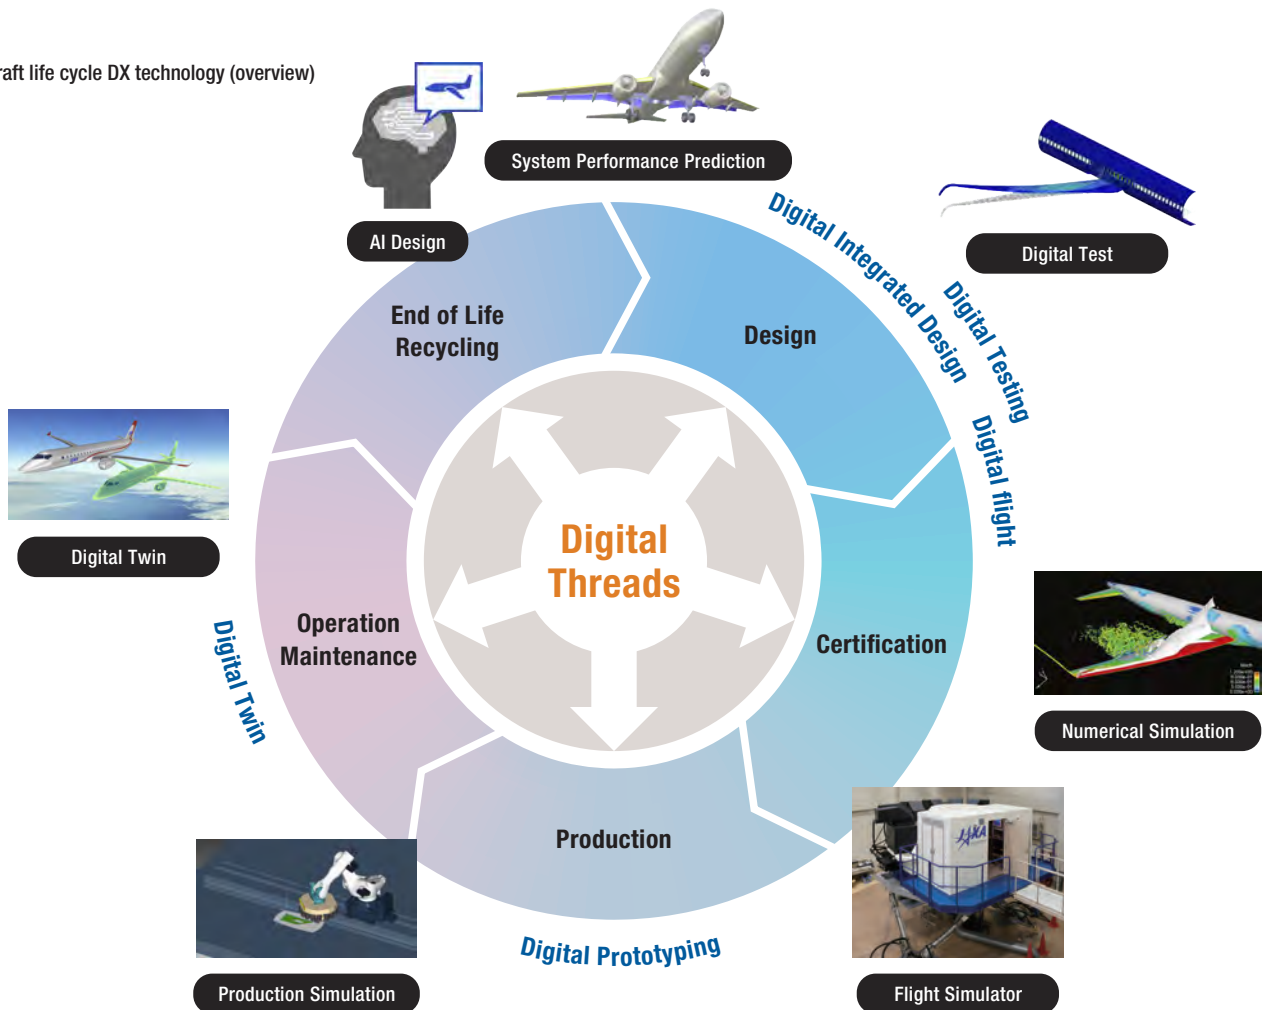 raft life cycle DX technology (overview)
System Performance Prediction
AI Design
Digital Test
Digital Integrated Design
Digital Testing
Digital flight
End of Life
Recycling
Design
Digital Twin
Digital
Threads
Operation
Maintenance
Certification
Digital Twin
Numerical Simulation
JAXA
Production
Digital Prototyping
Production Simulation
Flight Simulator